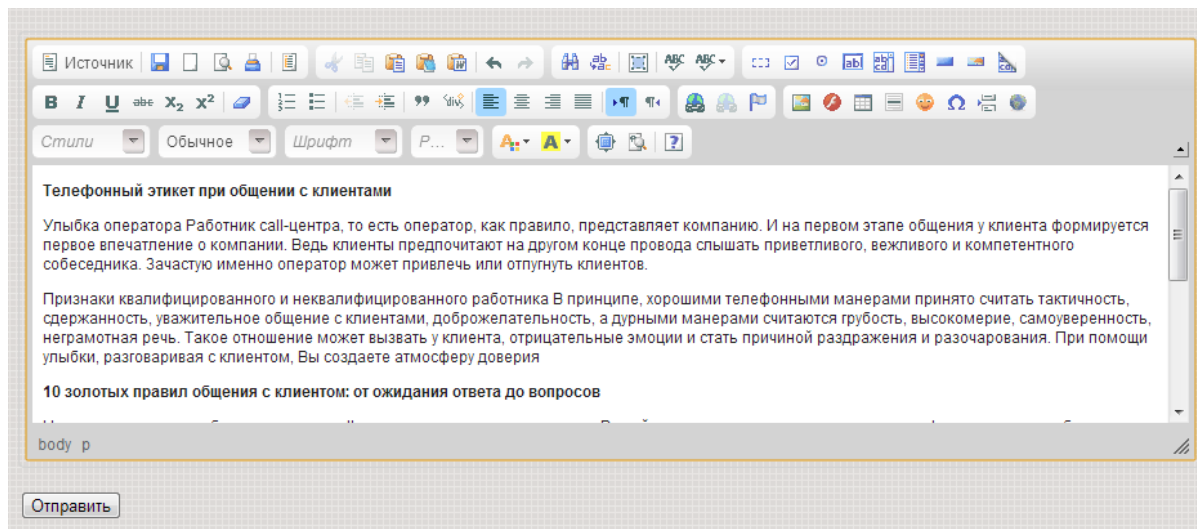 Источник
B I U abc X₂ X²
Стили Обычное Шрифт Р...
Телефонный этикет при общении с клиентами
Улыбка оператора Работник call-центра, то есть оператор, как правило, представляет компанию. И на первом этапе общения у клиента формируется
первое впечатление о компании. Ведь клиенты предпочитают на другом конце провода слышать приветливого, вежливого и компетентного
собеседника. Зачастую именно оператор может привлечь или отпугнуть клиентов.
Признаки квалифицированного и неквалифицированного работника В принципе, хорошими телефонными манерами принято считать тактичность,
сдержанность, уважительное общение с клиентами, доброжелательность, а дурными манерами считаются грубость, высокомерие, самоуверенность,
неграмотная речь. Такое отношение может вызвать у клиента, отрицательные эмоции и стать причиной раздражения и разочарования. При помощи
улыбки, разговаривая с клиентом, Вы создаете атмосферу доверия
10 золотых правил общения с клиентом: от ожидания ответа до вопросов
body p
Отправить